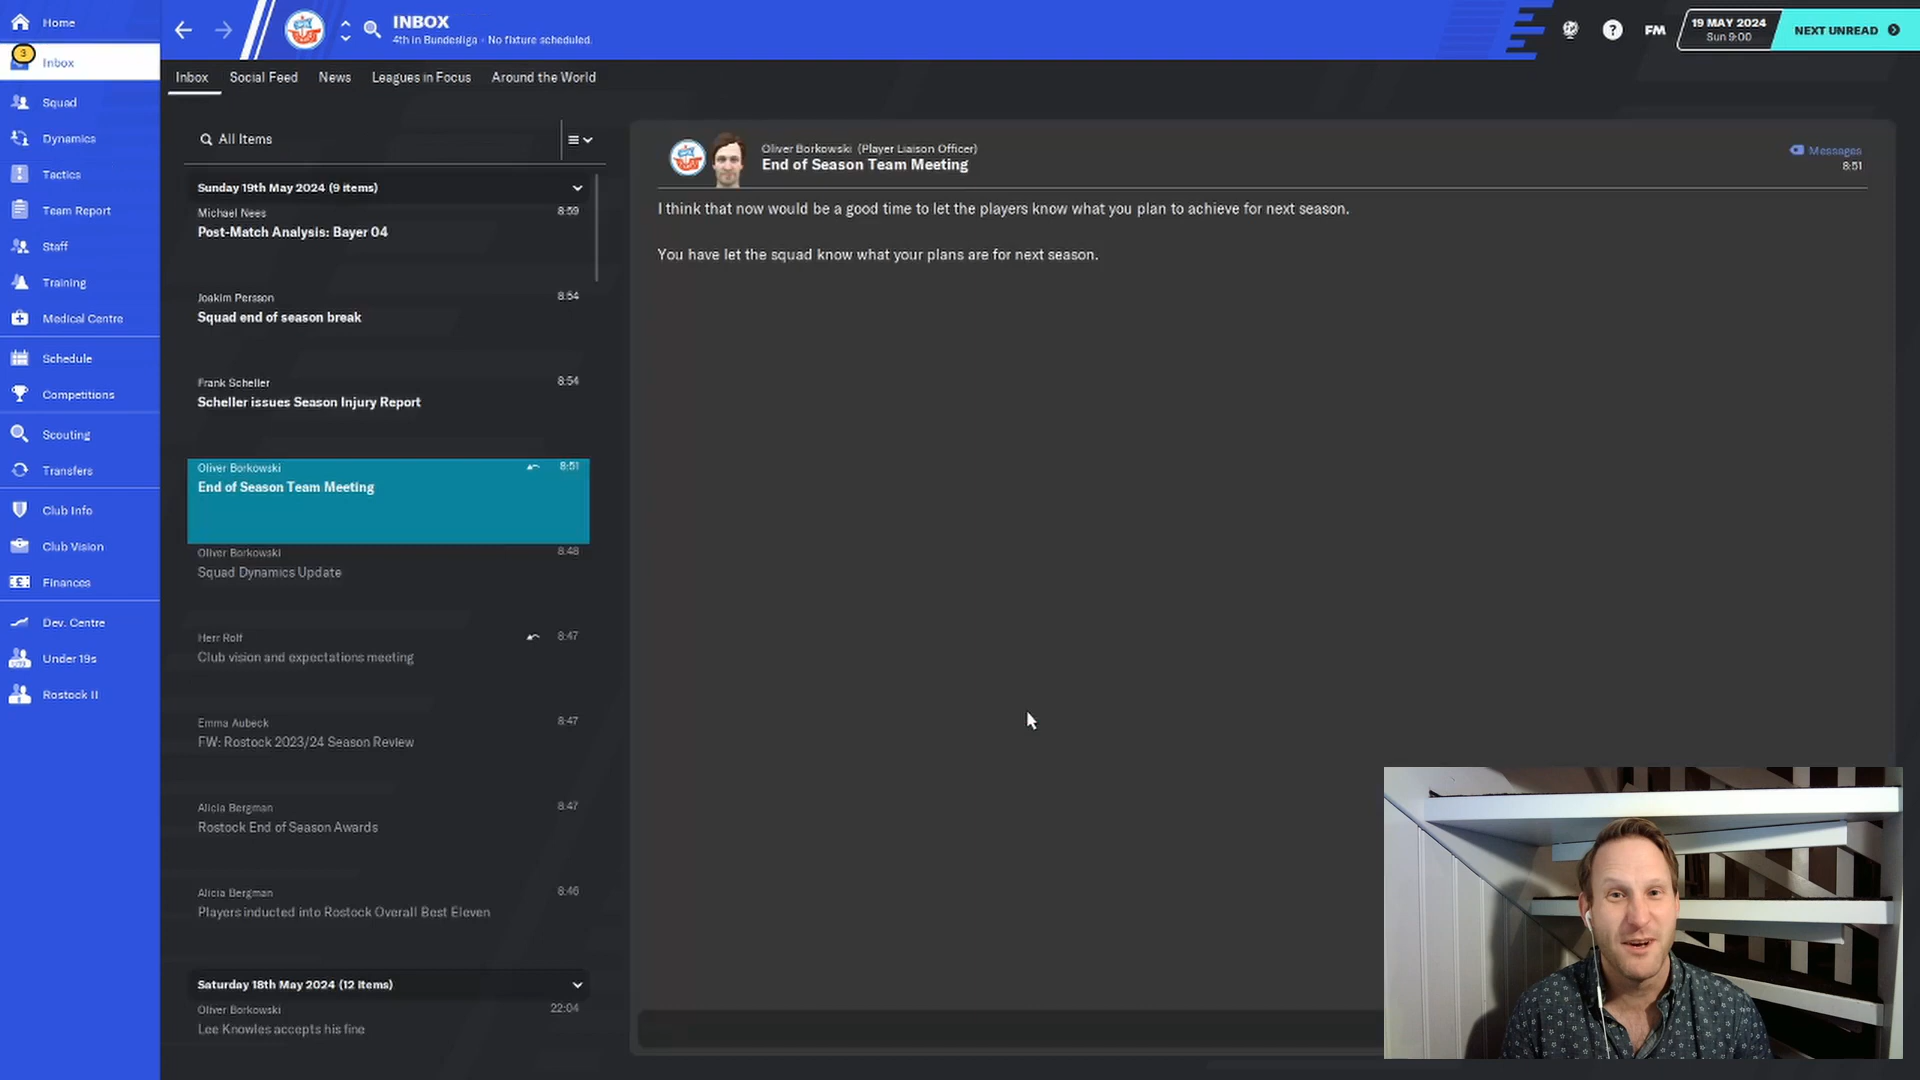 Home
3
Inbox
Squad
Dynamics
Tactics
Team Report
Staff
Training
Medical Centre
Schedule
Competitions
Scouting
Transfers
Club Info
Club Vision
Finances
Dev. Centre
Under 19s
Rostock II
INBOX
4th in Bundesliga - No fixture scheduled.
?
FM
19 MAY 2024
Sun 9:00
NEXT UNREAD
Inbox
Social Feed
News
Leagues in Focus
Around the World
All Items
Sunday 19th May 2024 (9 items)
Michael Nees
8:59
Post-Match Analysis: Bayer 04
Joakim Persson
8:54
Squad end of season break
Frank Scheller
8:54
Scheller issues Season Injury Report
Oliver Borkowski
8:51
End of Season Team Meeting
Oliver Borkowski
8:48
Squad Dynamics Update
Herr Rolf
8:47
Club vision and expectations meeting
Emma Aubeck
8:47
FW: Rostock 2023/24 Season Review
Alicia Bergman
8:47
Rostock End of Season Awards
Alicia Bergman
8:46
Players inducted into Rostock Overall Best Eleven
Saturday 18th May 2024 (12 items)
Oliver Borkowski
22:04
Lee Knowles accepts his fine
Oliver Borkowski (Player Liaison Officer)
End of Season Team Meeting
Messages
8:51
I think that now would be a good time to let the players know what you plan to achieve for next season.
You have let the squad know what your plans are for next season.